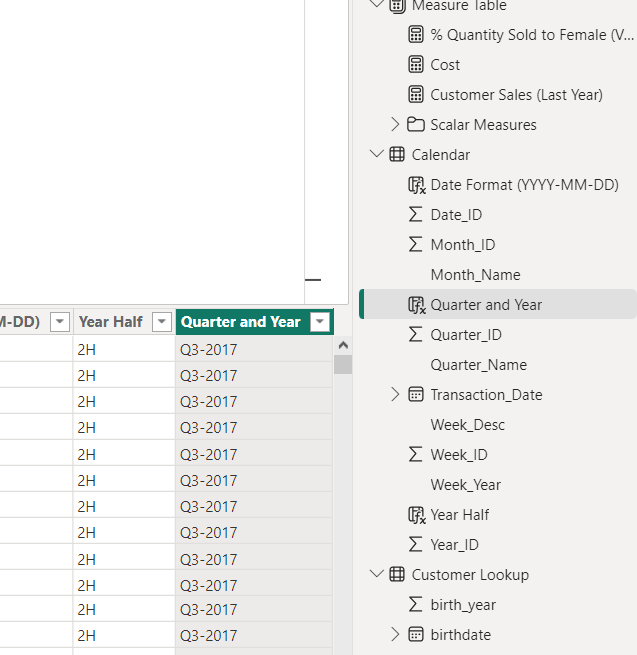 Measure Table
% Quantity Sold to Female (V...
Cost
Customer Sales (Last Year)
Scalar Measures
Calendar
Date Format (YYYY-MM-DD)
Date_ID
Month_ID
Month_Name
Quarter and Year
Quarter_ID
Quarter_Name
Transaction_Date
Week_Desc
Week_ID
Week_Year
Year Half
Year_ID
Customer Lookup
birth_year
birthdate
M-DD) Year Half Quarter and Year
2H Q3-2017
2H Q3-2017
2H Q3-2017
2H Q3-2017
2H Q3-2017
2H Q3-2017
2H Q3-2017
2H Q3-2017
2H Q3-2017
2H Q3-2017
2H Q3-2017
2H Q3-2017